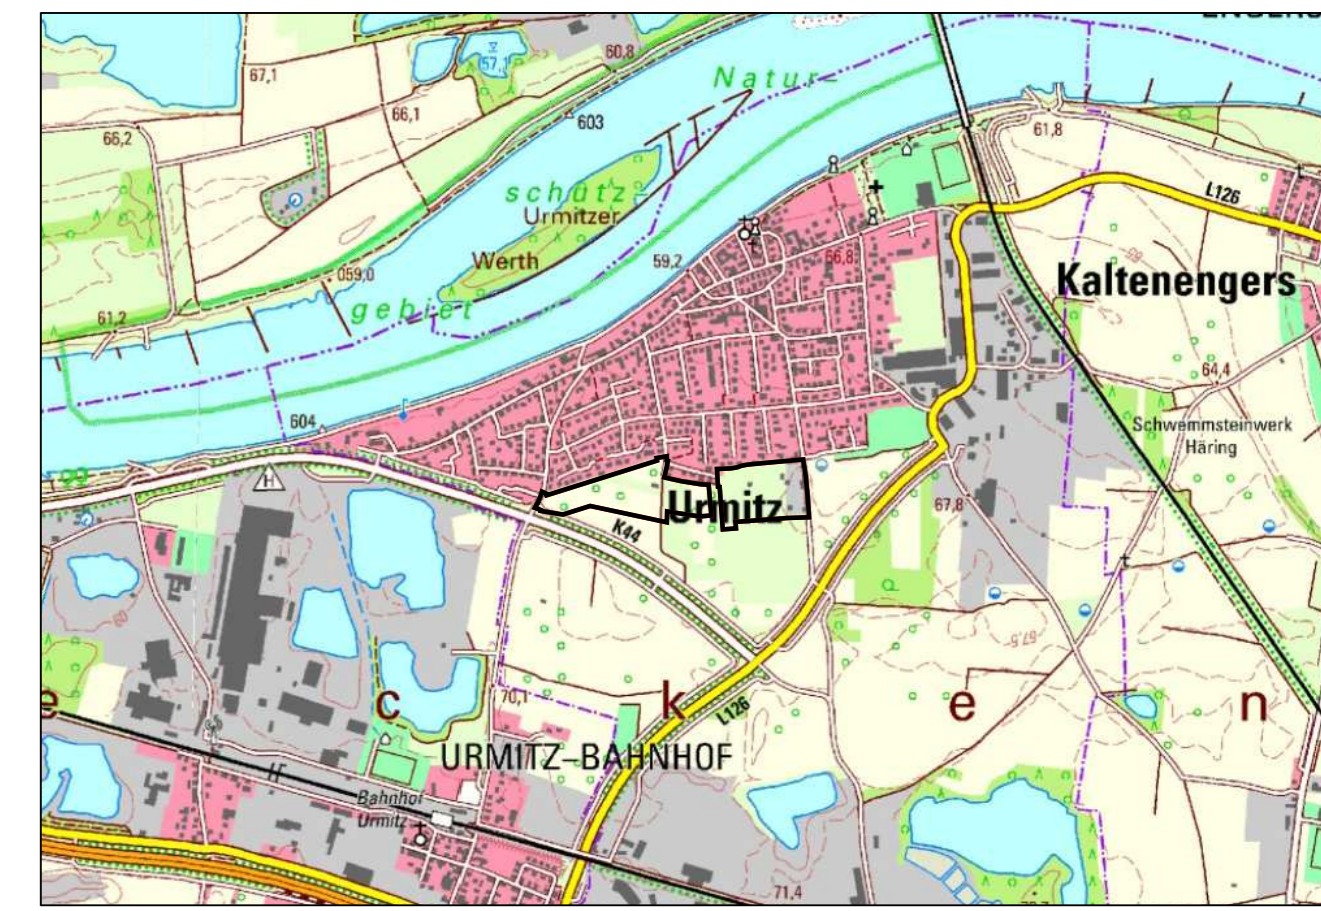 67,1
60,8
57,1
66,1
66,2
603
Natur-
61,8
L126
schutz-
Urmitzer
Werth
059,0
59,2
66,8
gebiet
61,2
Kaltenengers
64,4
604
Schwemmsteinwerk
Häring
H
Urmitz
K44
67,8
67,5
70,1
e
c
k
e
n
L126
URMITZ-BAHNHOF
Bahnhof
Urmitz
71,4